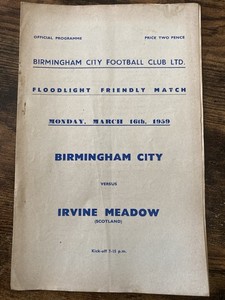 OFFICIAL PROGRAMME PRICE TWO PENCE
BIRMINGHAM CITY FOOTBALL CLUB LTD.
FLOODLIGHT FRIENDLY MATCH
MONDAY, MARCH 16th, 1959
BIRMINGHAM CITY
VERSUS
IRVINE MEADOW
(SCOTLAND)
Kick-off 7-15 p.m.